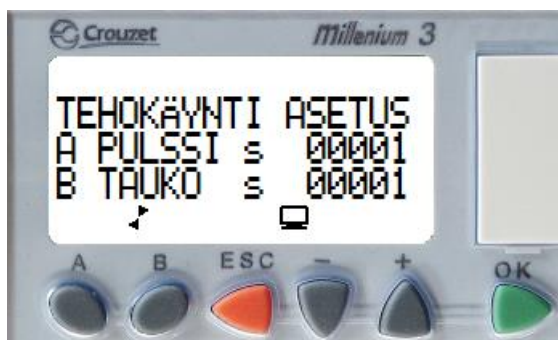 Crouzet Millenium 3
TEHOKÄYNTI ASETUS
A PULSSI s 00001
B TAUKO s 00001
A B ESC - + OK